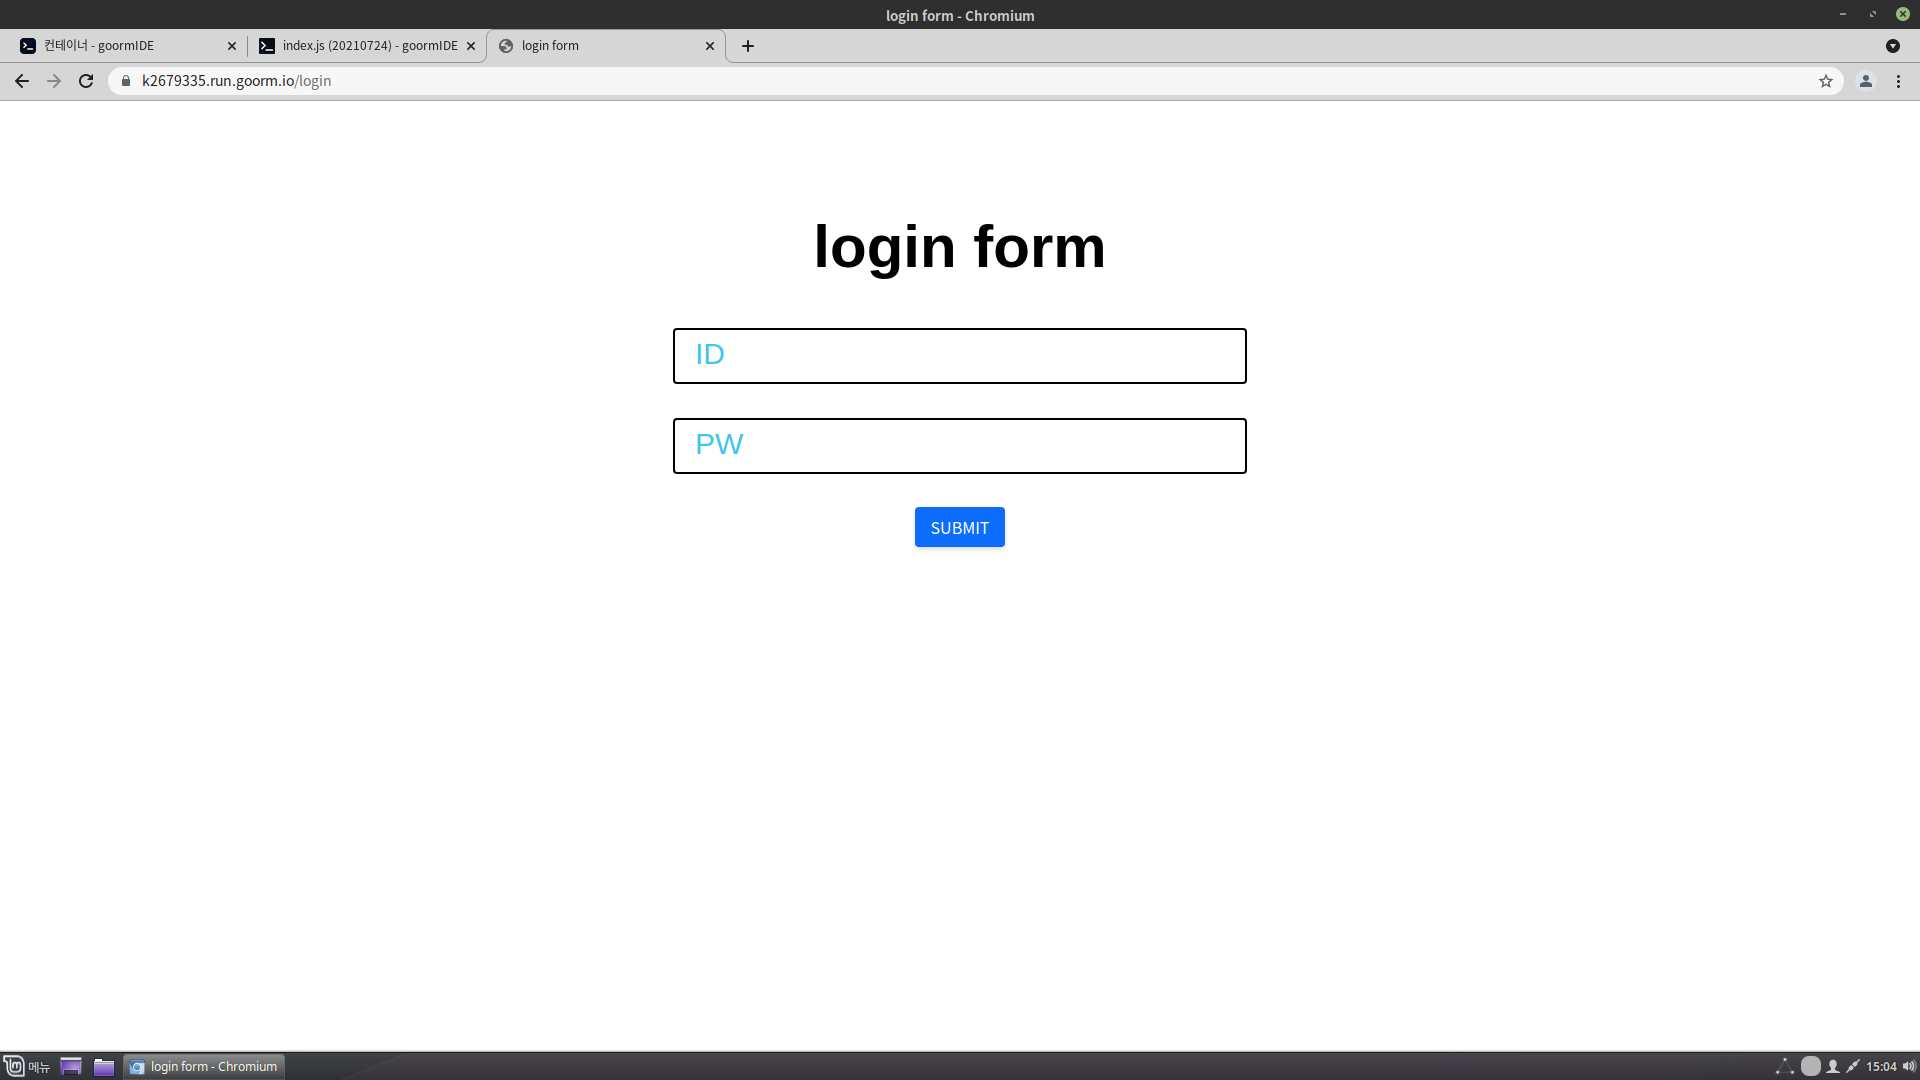 login form - Chromium
컨테이너 - goormIDE
index.js (20210724) - goormIDE
login form
k2679335.run.goorm.io/login
login form
ID
PW
SUBMIT
메뉴
login form - Chromium
15:04